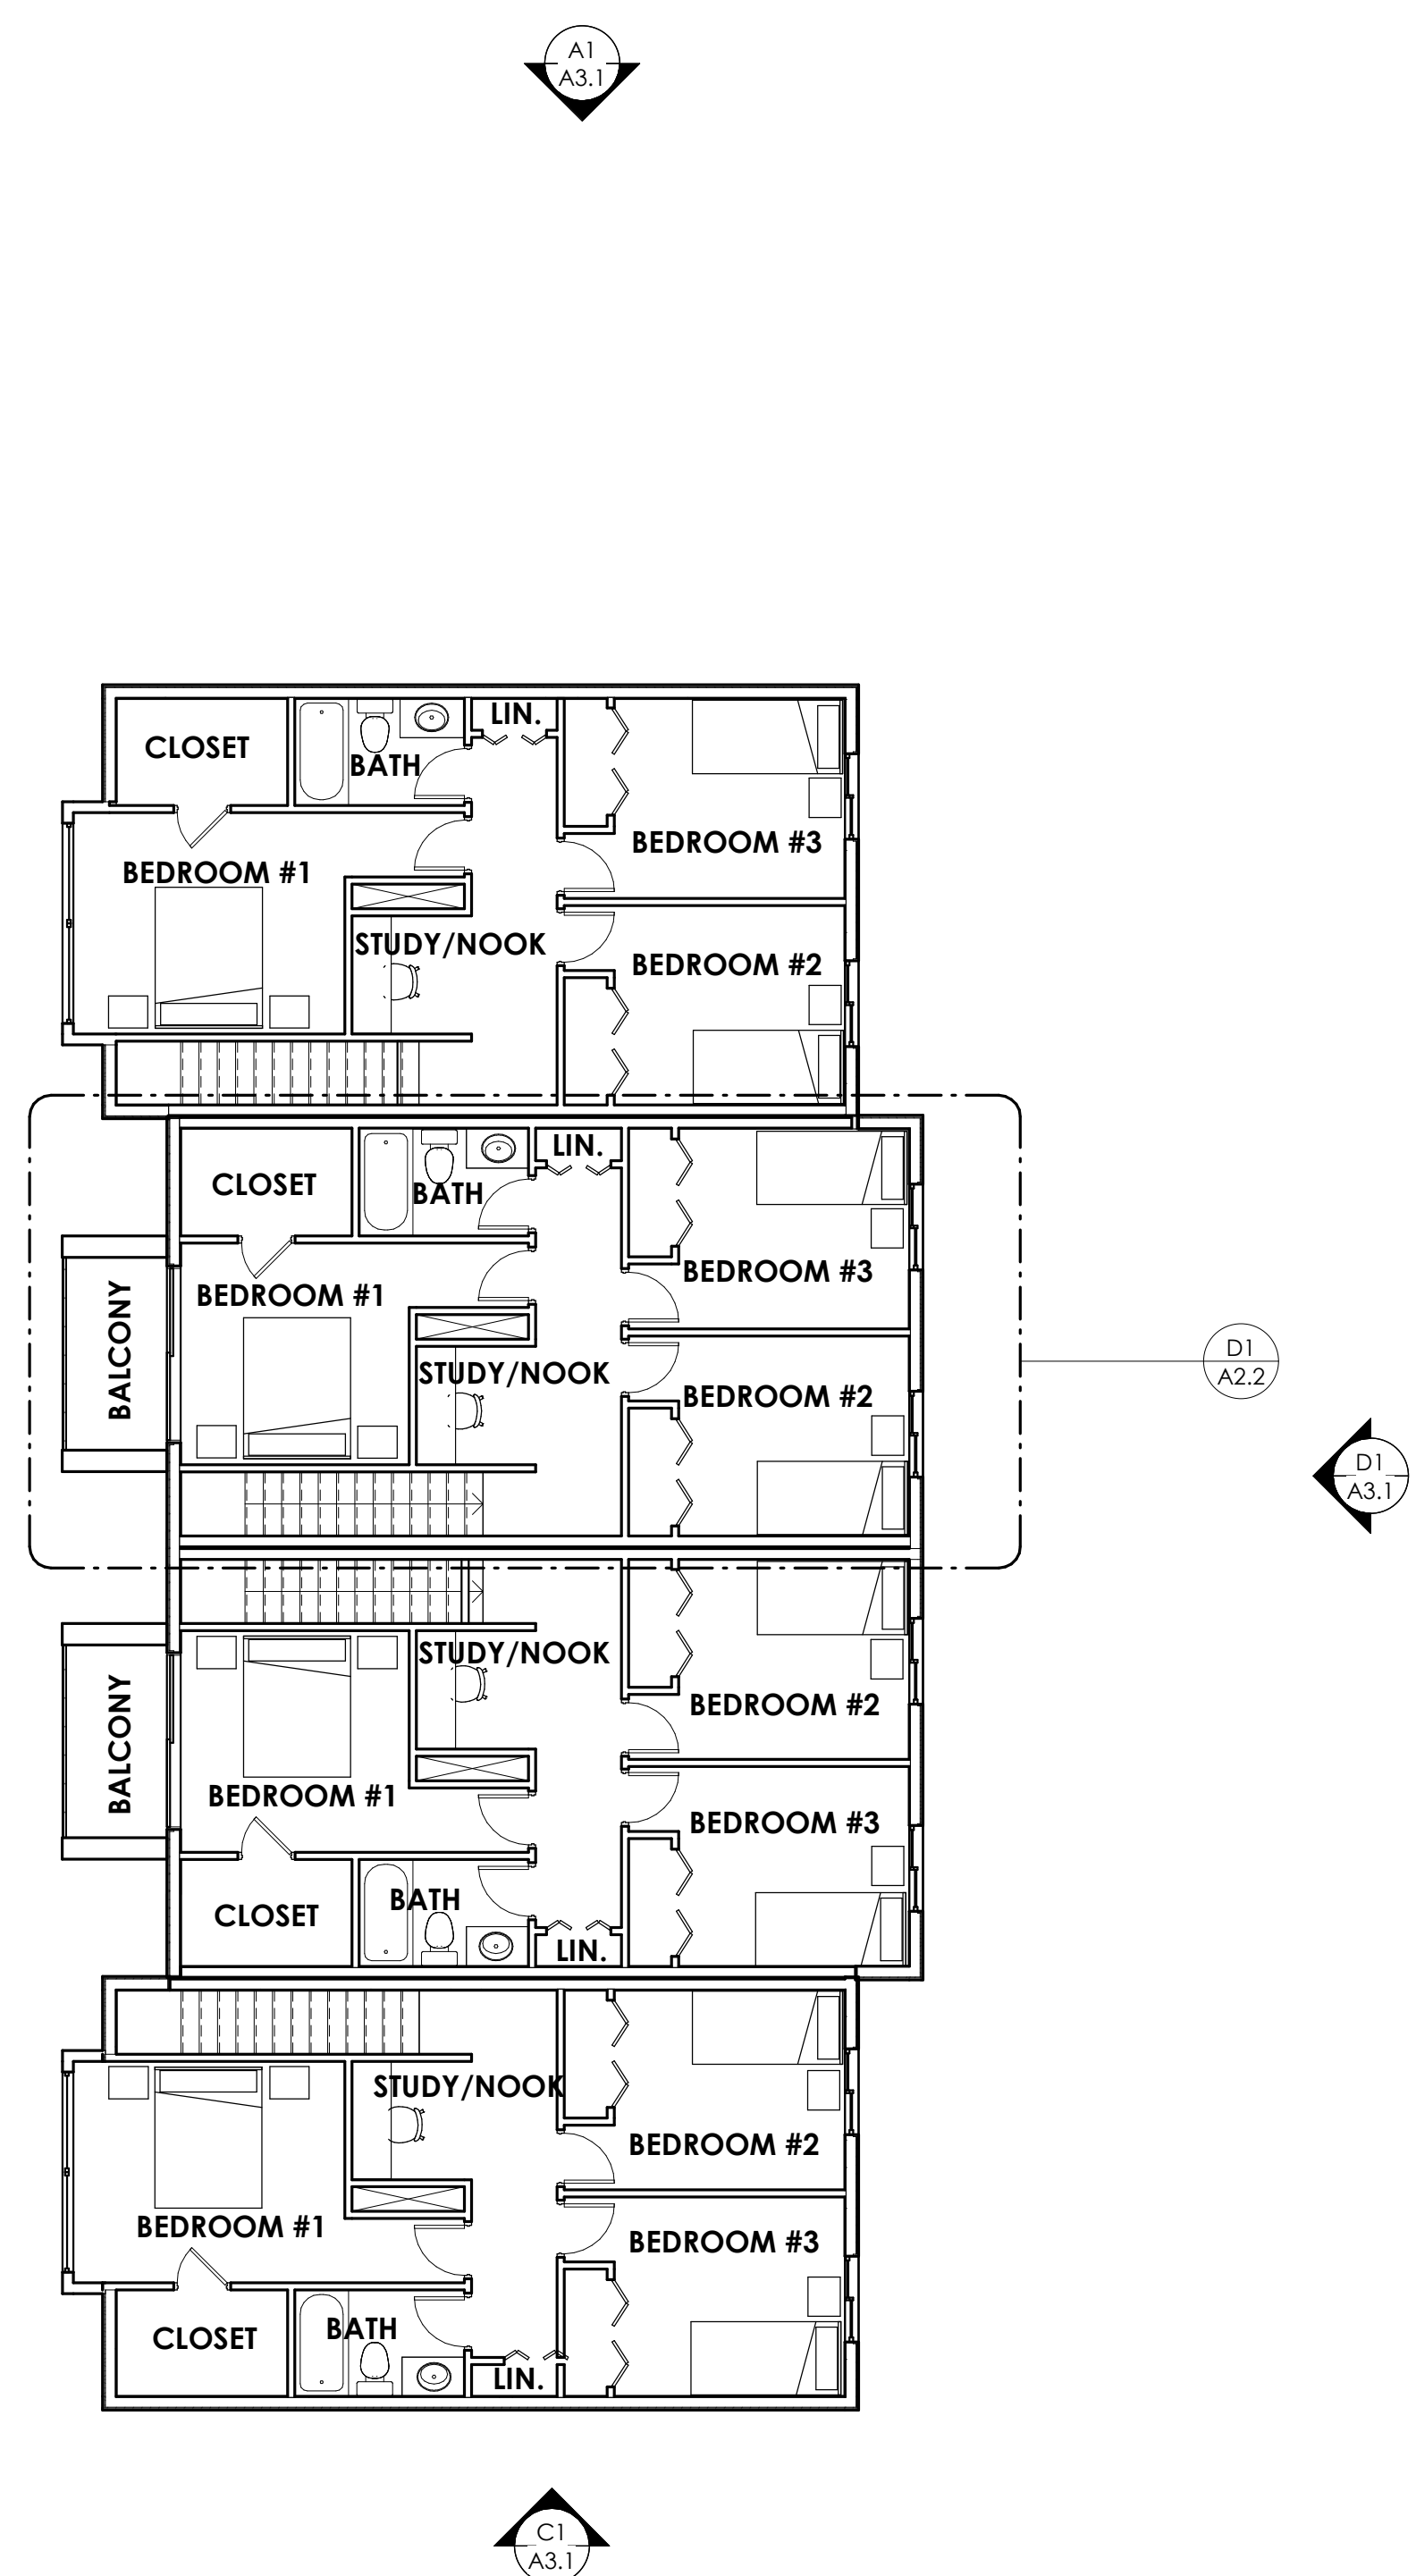 A1
A3.1
LIN.
CLOSET
BATH
BEDROOM #3
BEDROOM #1
STUDY/NOOK
BEDROOM #2
LIN.
CLOSET
BATH
BEDROOM #3
BEDROOM #1
BALCONY
STUDY/NOOK
BEDROOM #2
D1
A2.2
D1
A3.1
STUDY/NOOK
BEDROOM #2
BALCONY
BEDROOM #1
BEDROOM #3
BATH
CLOSET
LIN.
STUDY/NOOK
BEDROOM #2
BEDROOM #1
BEDROOM #3
BATH
CLOSET
LIN.
C1
A3.1